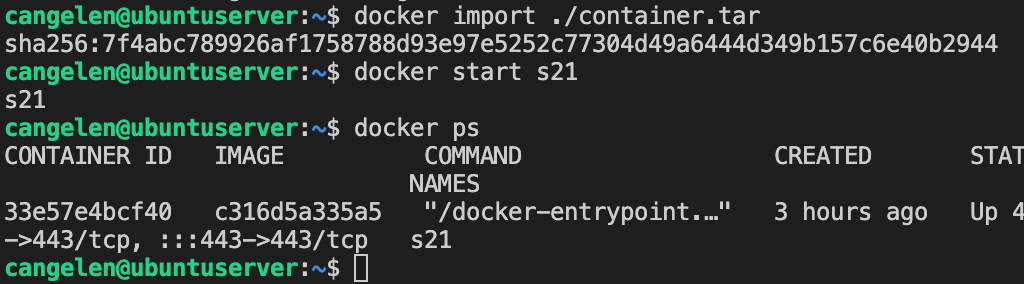 cangelen@ubuntuserver:~$ docker import ./container.tar
sha256:7f4abc789926af1758788d93e97e5252c77304d49a6444d349b157c6e40b2944
cangelen@ubuntuserver:~$ docker start s21
s21
cangelen@ubuntuserver:~$ docker ps
CONTAINER ID   IMAGE          COMMAND                  CREATED       STAT
                             NAMES
33e57e4bcf40   c316d5a335a5   "/docker-entrypoint.…"   3 hours ago   Up 4
->443/tcp, :::443->443/tcp   s21
cangelen@ubuntuserver:~$